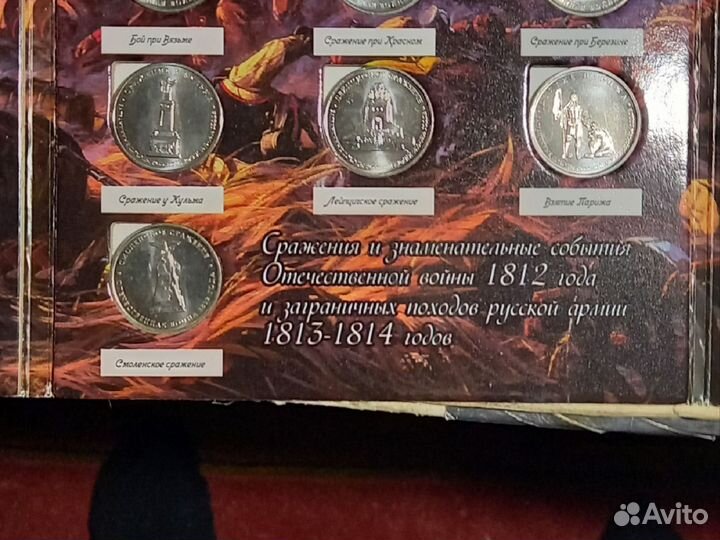 Бой при Вязьме
Сражение при Красном
Сражение при Березине
Сражение у Кульма
Лейпцигское сражение
Взятие Парижа
Сражения и знаменательные события
Отечественной войны 1812 года
и заграничных походов русской армии
1813-1814 годов
Смоленское сражение
Avito